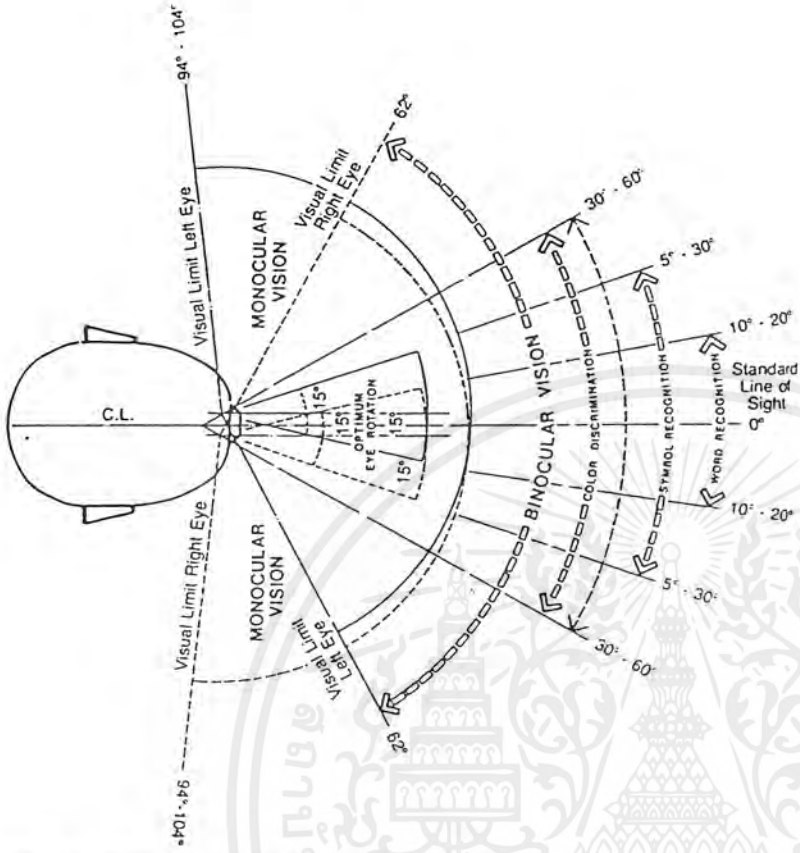 94° - 104°
Visual Limit Left Eye
MONOCULAR
VISION
Visual Limit
Right Eye
62°
30° - 60°
5° - 30°
10° - 20°
Standard
Line of
Sight
0°
C.L.
15°
15°
OPTIMUM
EYE ROTATION
15°
15°
BINOCULAR VISION
COLOR DISCRIMINATION
SYMBOL RECOGNITION
WORD RECOGNITION
10° - 20°
5° - 30°
30° - 60°
Visual Limit Right Eye
MONOCULAR
VISION
Visual Limit
Left Eye
62°
94° - 104°